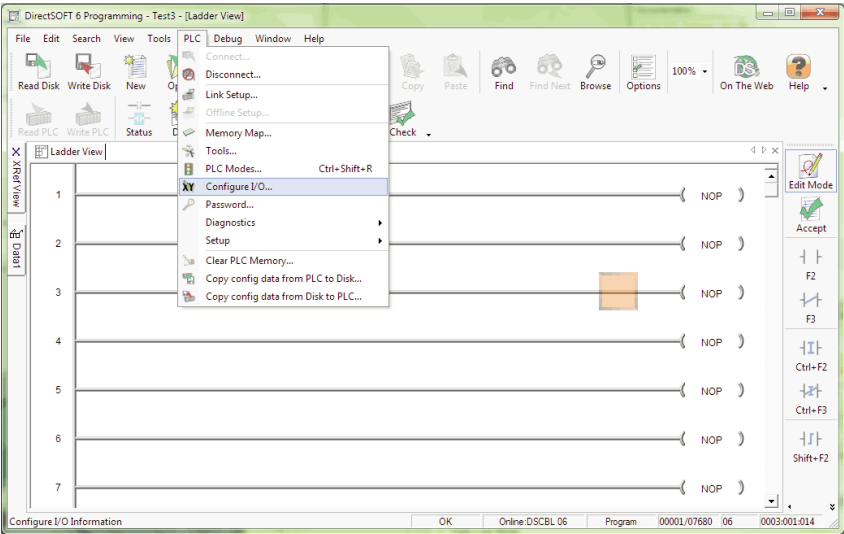 DirectSOFT 6 Programming - Test3 - [Ladder View]
File Edit Search View Tools PLC Debug Window Help
Read Disk Write Disk New Copy Paste Find Find Next Browse Options 100% On The Web Help
Read PLC Write PLC Status Check
Connect...
Disconnect...
Link Setup...
Offline Setup...
Memory Map...
Tools...
PLC Modes... Ctrl+Shift+R
Configure I/O...
Password...
Diagnostics
Setup
Clear PLC Memory...
Copy config data from PLC to Disk...
Copy config data from Disk to PLC...
XRef View
Data1
Ladder View
1 NOP
2 NOP
3 NOP
4 NOP
5 NOP
6 NOP
7 NOP
Edit Mode
Accept
F2
F3
Ctrl+F2
Ctrl+F3
Shift+F2
Configure I/O Information OK Online:DSCBL 06 Program 00001/07680 06 0003:001:014